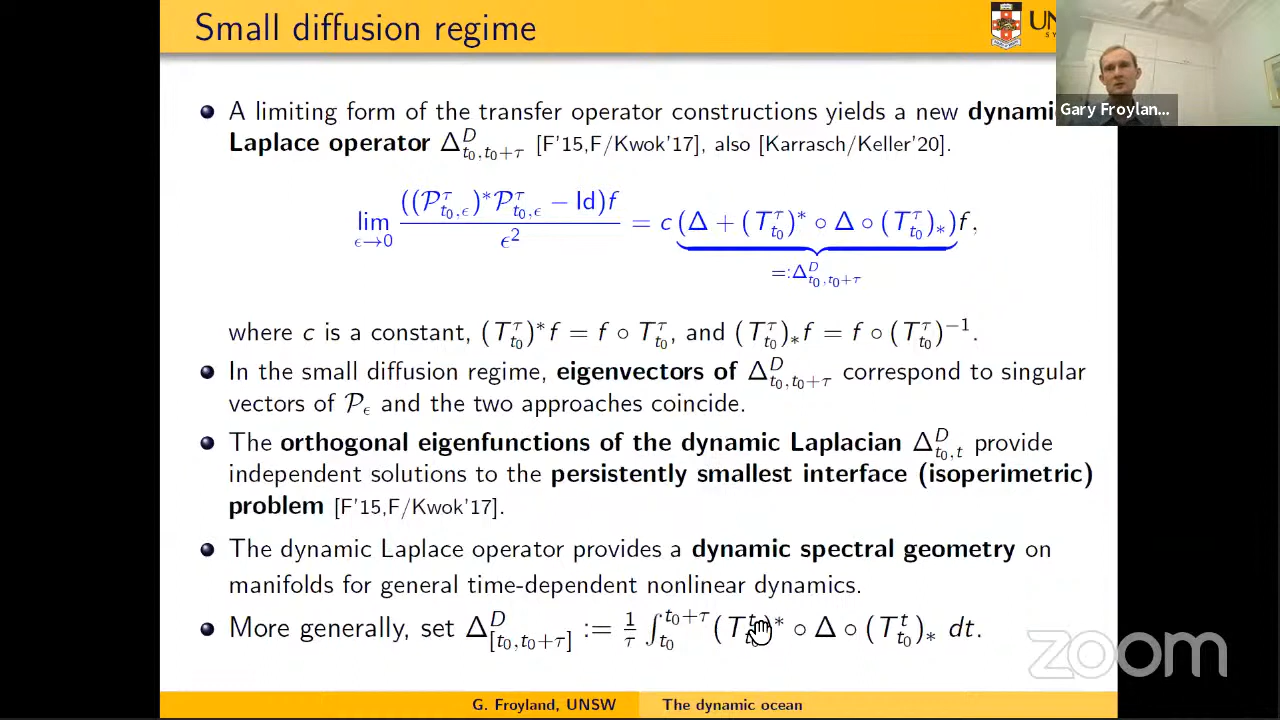 Small diffusion regime
UN
Gary Froylan...
A limiting form of the transfer operator constructions yields a new dynami
Laplace operator Δ^D_{t₀,t₀+τ} [F'15,F/Kwok'17], also [Karrasch/Keller'20].
lim_{ϵ→0} ((𝒫^τ_{t₀,ϵ})^*𝒫^τ_{t₀,ϵ} − Id)f / ϵ² = c (Δ + (T^τ_{t₀})^* ∘ Δ ∘ (T^τ_{t₀})_*) f,
=:Δ^D_{t₀,t₀+τ}
where c is a constant, (T^τ_{t₀})^*f = f ∘ T^τ_{t₀}, and (T^τ_{t₀})_*f = f ∘ (T^τ_{t₀})^{−1}.
In the small diffusion regime, eigenvectors of Δ^D_{t₀,t₀+τ} correspond to singular
vectors of 𝒫_ϵ and the two approaches coincide.
The orthogonal eigenfunctions of the dynamic Laplacian Δ^D_{t₀,t} provide
independent solutions to the persistently smallest interface (isoperimetric)
problem [F'15,F/Kwok'17].
The dynamic Laplace operator provides a dynamic spectral geometry on
manifolds for general time-dependent nonlinear dynamics.
More generally, set Δ^D_{[t₀,t₀+τ]} := 1/τ ∫_{t₀}^{t₀+τ} (T^t_{t₀})^* ∘ Δ ∘ (T^t_{t₀})_* dt.
zoom
G. Froyland, UNSW
The dynamic ocean